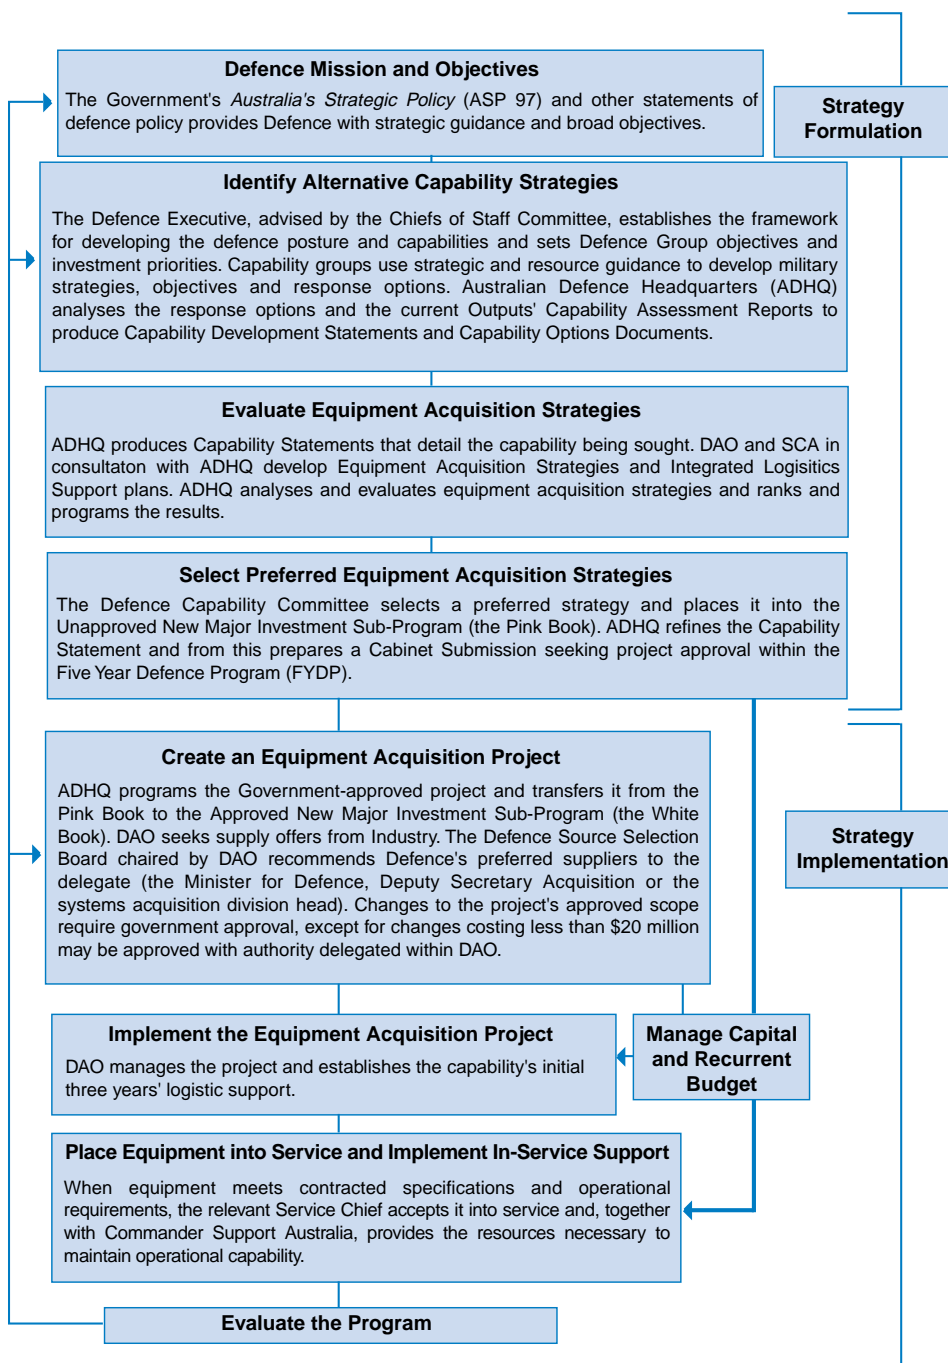 Defence Mission and Objectives
The Government's Australia's Strategic Policy (ASP 97) and other statements of
defence policy provides Defence with strategic guidance and broad objectives.
Strategy
Formulation
Identify Alternative Capability Strategies
The Defence Executive, advised by the Chiefs of Staff Committee, establishes the framework
for developing the defence posture and capabilities and sets Defence Group objectives and
investment priorities. Capability groups use strategic and resource guidance to develop military
strategies, objectives and response options. Australian Defence Headquarters (ADHQ)
analyses the response options and the current Outputs' Capability Assessment Reports to
produce Capability Development Statements and Capability Options Documents.
Evaluate Equipment Acquisition Strategies
ADHQ produces Capability Statements that detail the capability being sought. DAO and SCA in
consultaton with ADHQ develop Equipment Acquisition Strategies and Integrated Logisitics
Support plans. ADHQ analyses and evaluates equipment acquisition strategies and ranks and
programs the results.
Select Preferred Equipment Acquisition Strategies
The Defence Capability Committee selects a preferred strategy and places it into the
Unapproved New Major Investment Sub-Program (the Pink Book). ADHQ refines the Capability
Statement and from this prepares a Cabinet Submission seeking project approval within the
Five Year Defence Program (FYDP).
Create an Equipment Acquisition Project
ADHQ programs the Government-approved project and transfers it from the
Pink Book to the Approved New Major Investment Sub-Program (the White
Book). DAO seeks supply offers from Industry. The Defence Source Selection
Board chaired by DAO recommends Defence's preferred suppliers to the
delegate (the Minister for Defence, Deputy Secretary Acquisition or the
systems acquisition division head). Changes to the project's approved scope
require government approval, except for changes costing less than $20 million
may be approved with authority delegated within DAO.
Strategy
Implementation
Implement the Equipment Acquisition Project
DAO manages the project and establishes the capability's initial
three years' logistic support.
Manage Capital
and Recurrent
Budget
Place Equipment into Service and Implement In-Service Support
When equipment meets contracted specifications and operational
requirements, the relevant Service Chief accepts it into service and, together
with Commander Support Australia, provides the resources necessary to
maintain operational capability.
Evaluate the Program